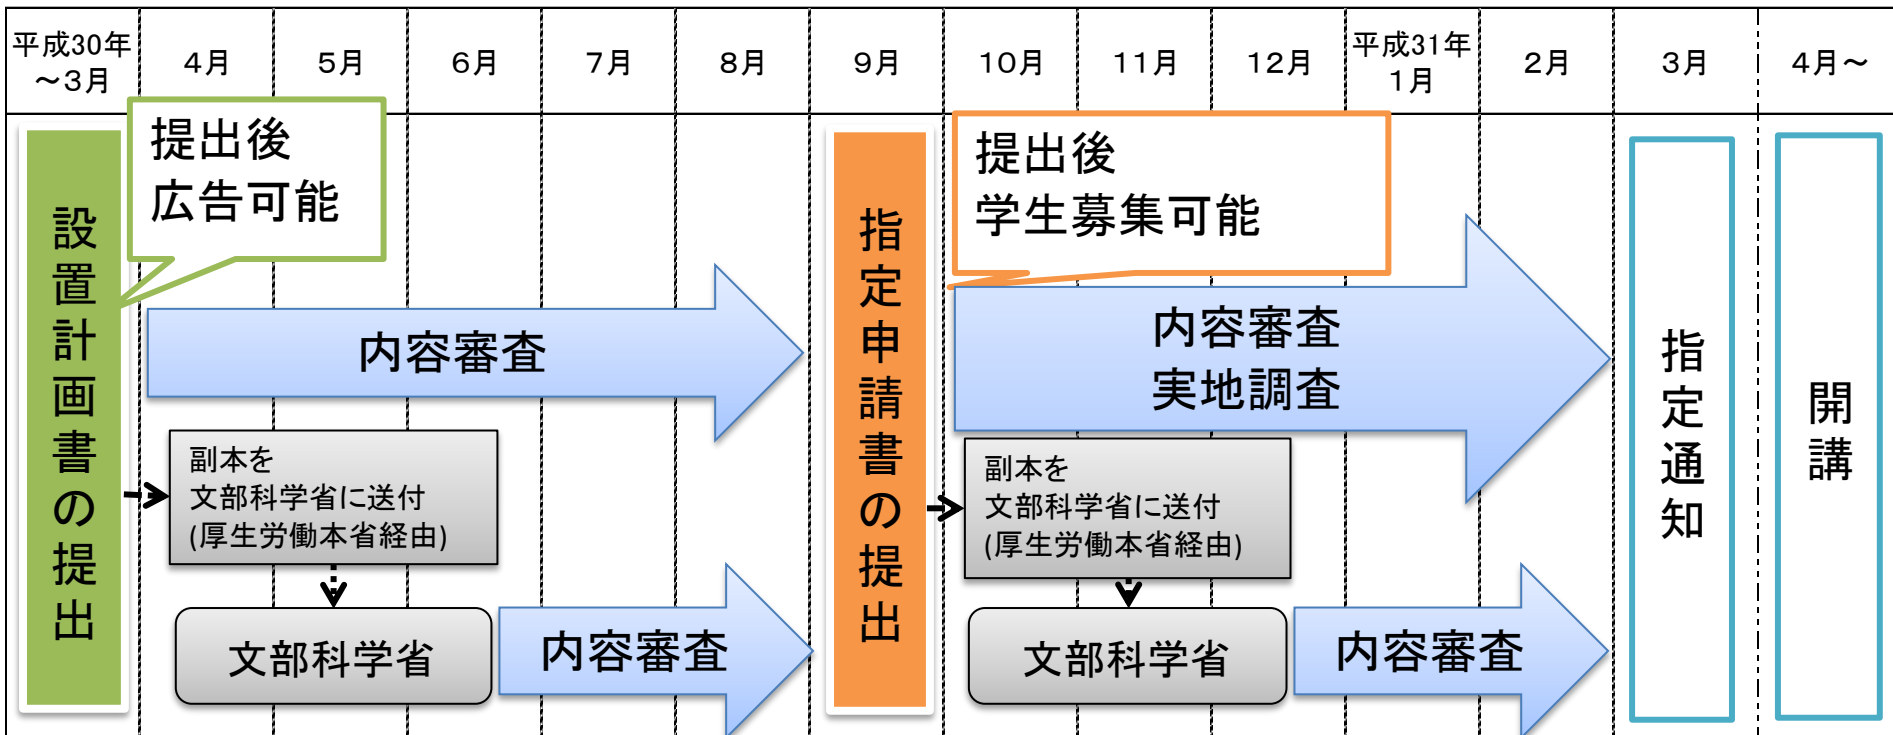 平成30年
～3月
4月
5月
6月
7月
8月
9月
10月
11月
12月
平成31年
1月
2月
3月
4月～
設置計画書の提出
提出後
広告可能
内容審査
副本を
文部科学省に送付
(厚生労働本省経由)
文部科学省
内容審査
指定申請書の提出
提出後
学生募集可能
内容審査
実地調査
副本を
文部科学省に送付
(厚生労働本省経由)
文部科学省
内容審査
指定通知
開講